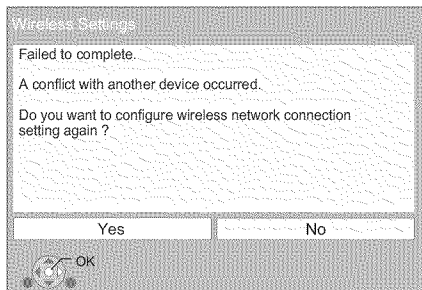 Wireless Settings
Failed to complete.
A conflict with another device occurred.
Do you want to configure wireless network connection
setting again ?
Yes
No
OK